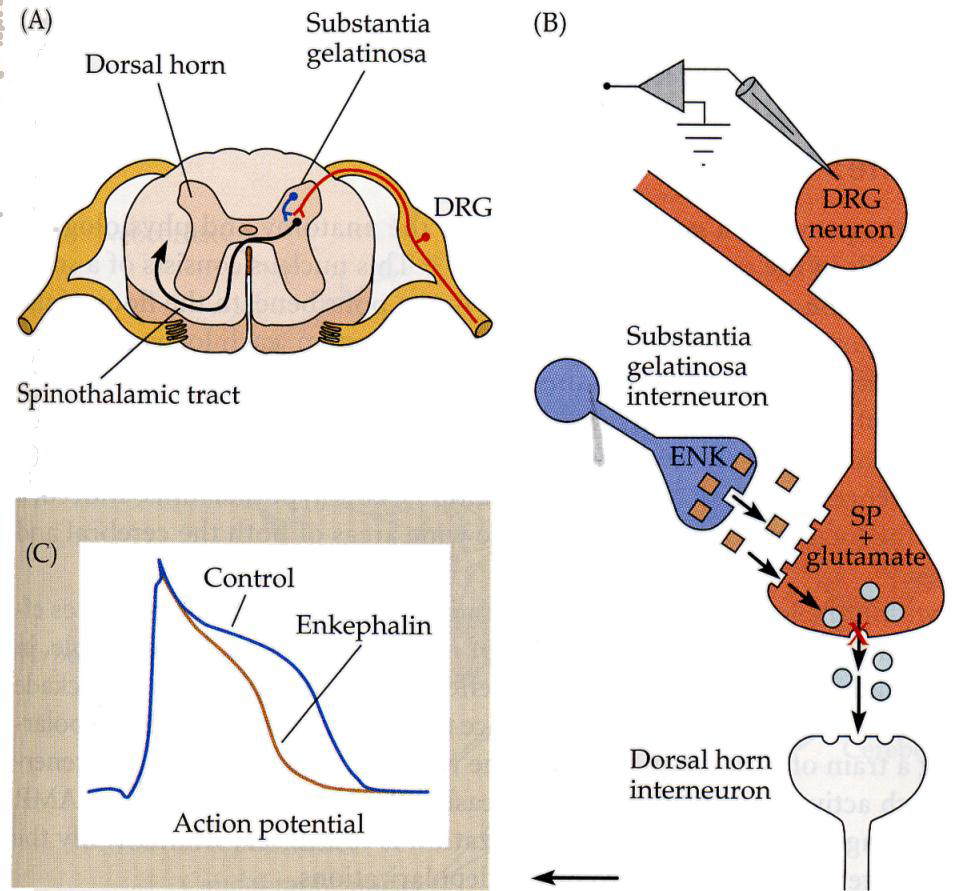 (A)
Substantia
gelatinosa
Dorsal horn
DRG
Spinothalamic tract
(B)
DRG
neuron
Substantia
gelatinosa
interneuron
ENK
SP
+
glutamate
X
Dorsal horn
interneuron
(C)
Control
Enkephalin
Action potential